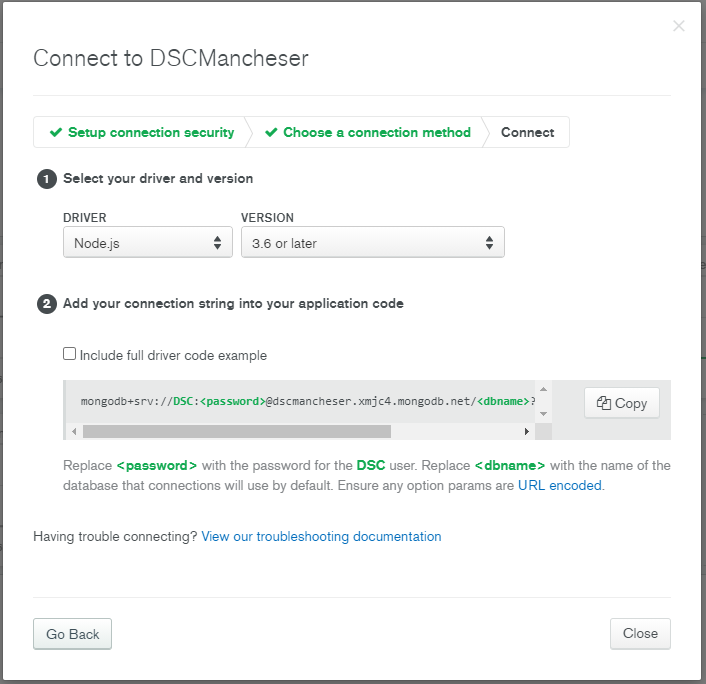 Connect to DSCMancheser
Setup connection security Choose a connection method Connect
1 Select your driver and version
DRIVER VERSION
Node.js 3.6 or later
2 Add your connection string into your application code
Include full driver code example
mongodb+srv://DSC:<password>@dscmancheser.xmjc4.mongodb.net/<dbname>? Copy
Replace <password> with the password for the DSC user. Replace <dbname> with the name of the
database that connections will use by default. Ensure any option params are URL encoded.
Having trouble connecting? View our troubleshooting documentation
Go Back Close